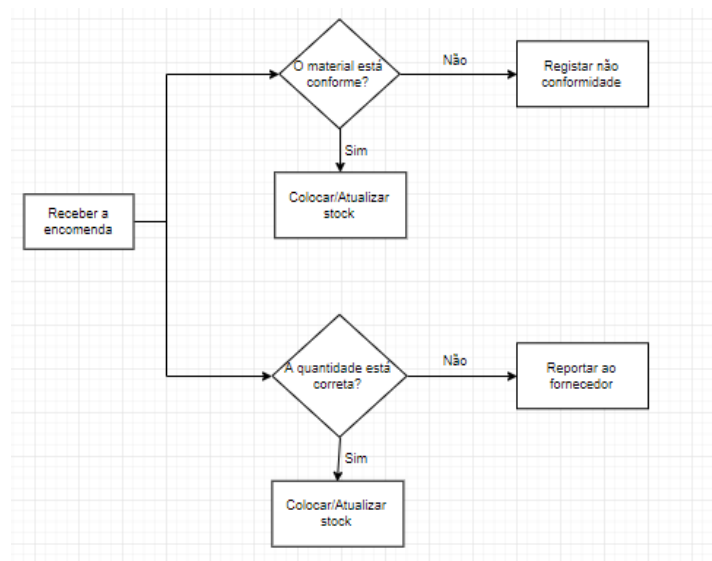 O material está
conforme?
Não
Registar não
conformidade
Sim
Colocar/Atualizar
stock
Receber a
encomenda
A quantidade está
correta?
Não
Reportar ao
fornecedor
Sim
Colocar/Atualizar
stock